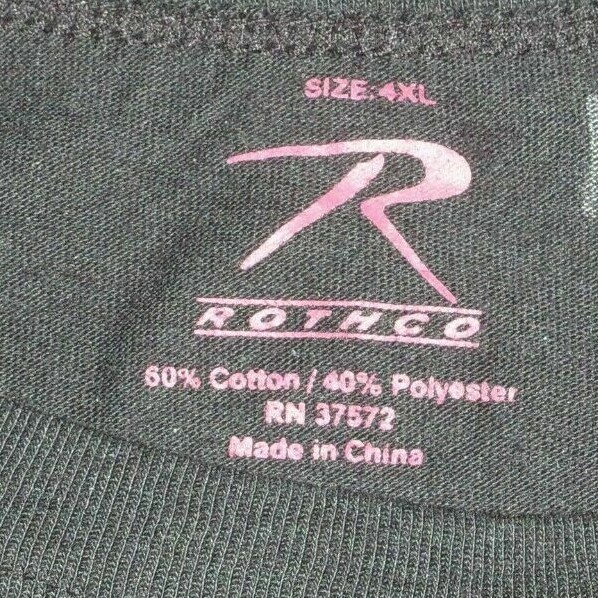 SIZE:4XL
ROTHCO
60% Cotton / 40% Polyester
RN 37572
Made in China